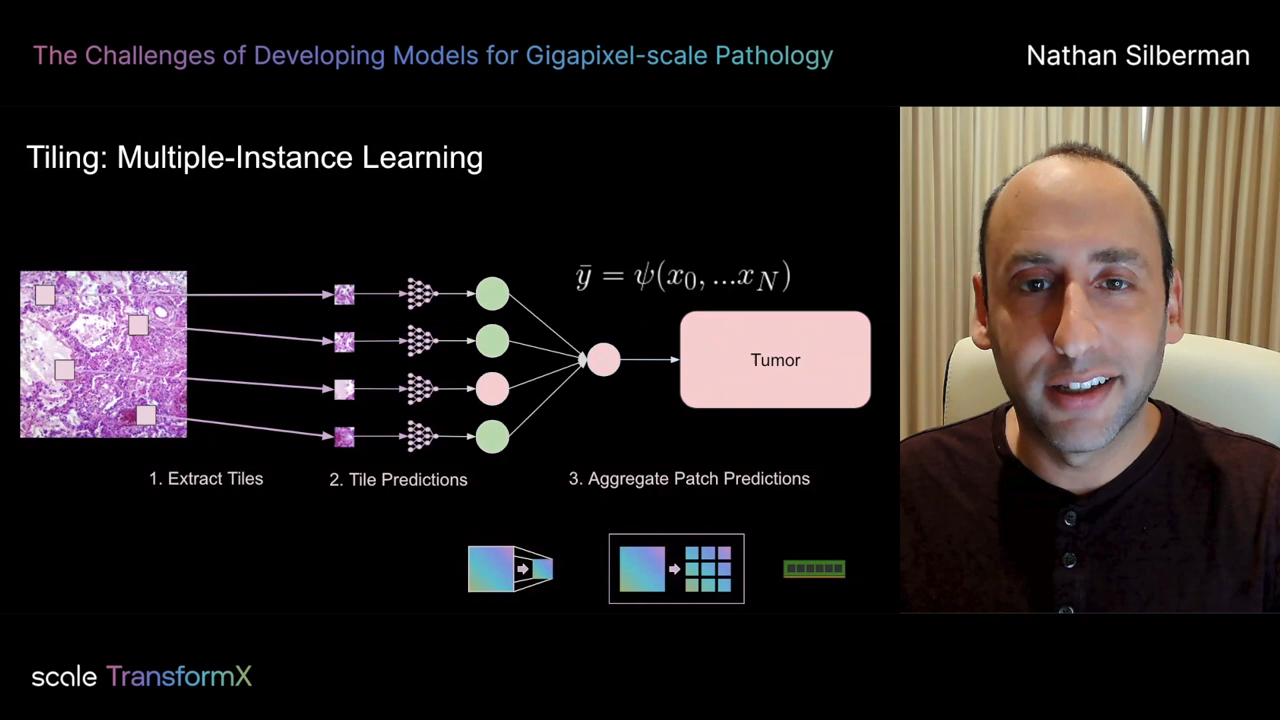 The Challenges of Developing Models for Gigapixel-scale Pathology
Nathan Silberman
Tiling: Multiple-Instance Learning
ȳ = ψ(x₀, ...x_N)
Tumor
1. Extract Tiles
2. Tile Predictions
3. Aggregate Patch Predictions
scale TransformX